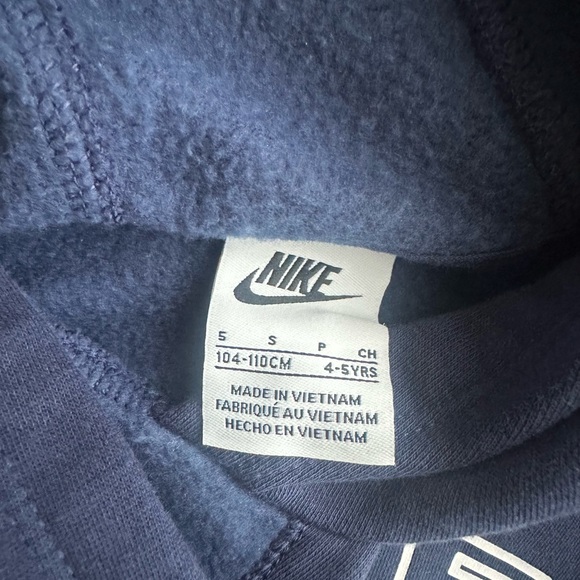 NIKE
5 S P CH
104-110CM 4-5YRS
MADE IN VIETNAM
FABRIQUÉ AU VIETNAM
HECHO EN VIETNAM